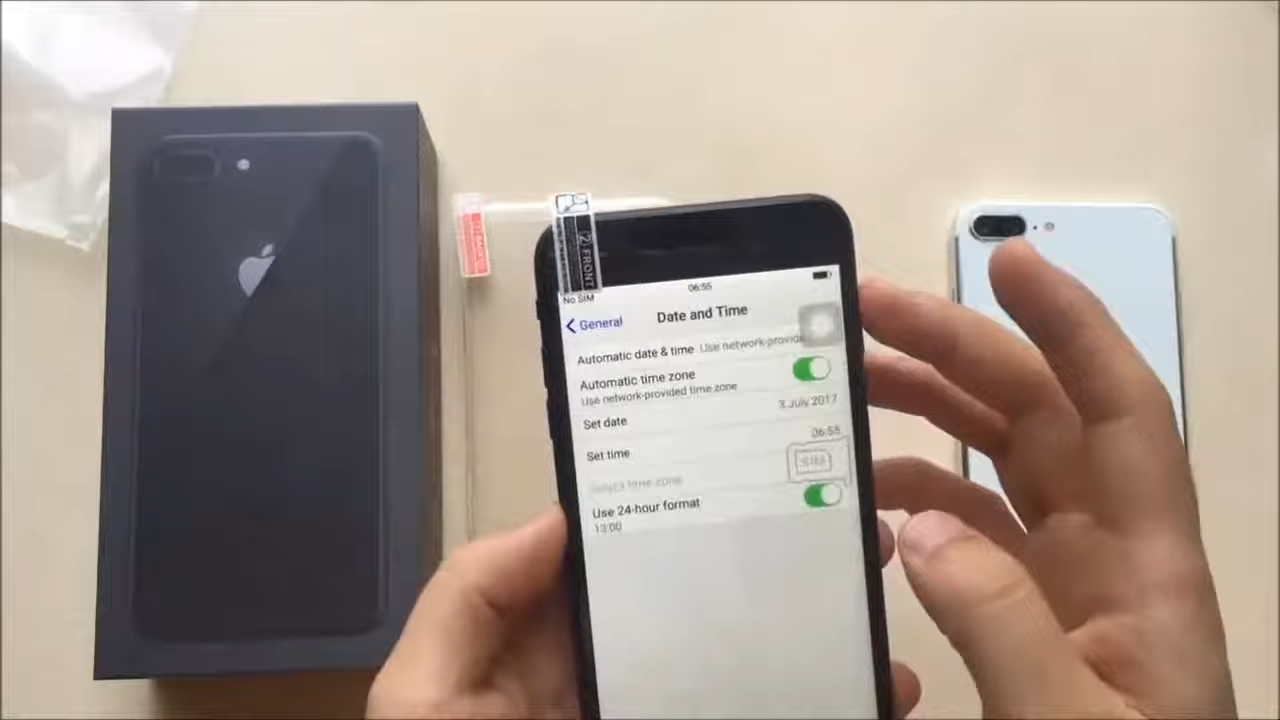 ② FRONT
No SIM 06:55
General Date and Time
Automatic date & time Use network-provide
Automatic time zone
Use network-provided time zone
Set date 3 July 2017
06:55
Set time
SIM
Select time zone
Use 24-hour format
13:00